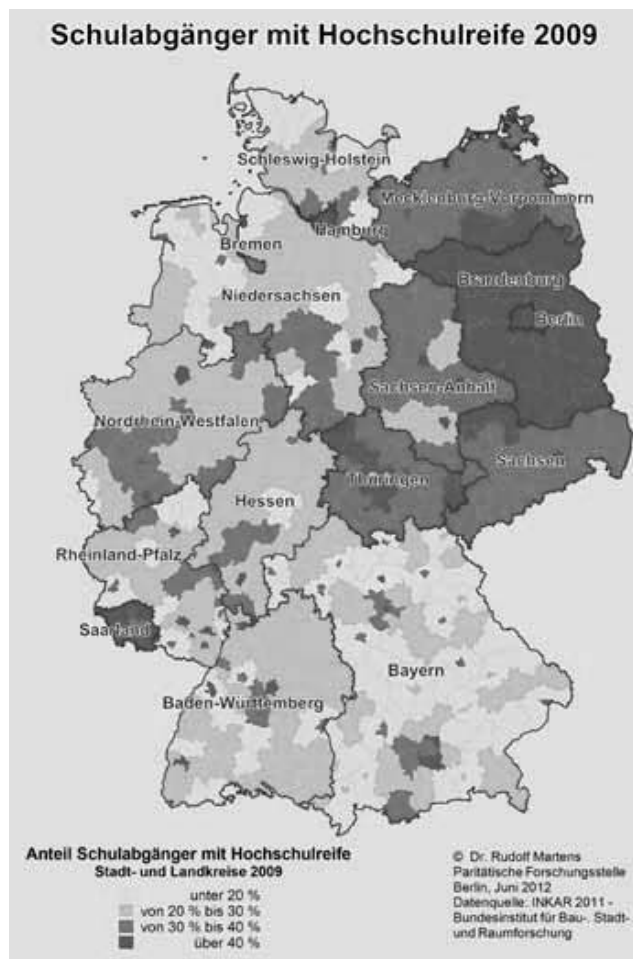 Schulabgänger mit Hochschulreife 2009
Schleswig-Holstein
Mecklenburg-Vorpommern
Hamburg
Bremen
Brandenburg
Niedersachsen
Berlin
Sachsen-Anhalt
Nordrhein-Westfalen
Sachsen
Thüringen
Hessen
Rheinland-Pfalz
Saarland
Bayern
Baden-Württemberg
Anteil Schulabgänger mit Hochschulreife
Stadt- und Landkreise 2009
unter 20 %
von 20 % bis 30 %
von 30 % bis 40 %
über 40 %
© Dr. Rudolf Martens
Paritätische Forschungsstelle
Berlin, Juni 2012
Datenquelle: INKAR 2011 -
Bundesinstitut für Bau-, Stadt-
und Raumforschung